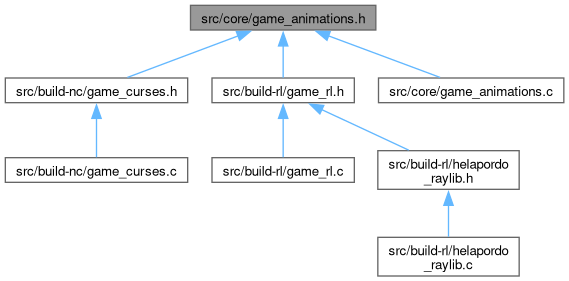 src/core/game_animations.h
src/build-nc/game_curses.h
src/build-rl/game_rl.h
src/core/game_animations.c
src/build-nc/game_curses.c
src/build-rl/game_rl.c
src/build-rl/helapordo
_raylib.h
src/build-rl/helapordo
_raylib.c